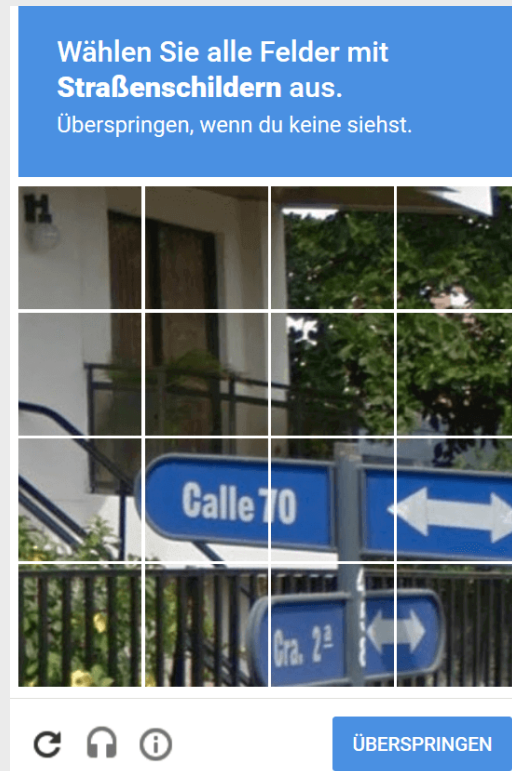 Wählen Sie alle Felder mit
Straßenschildern aus.
Überspringen, wenn du keine siehst.
H
Calle 70
Cra. 2ª
ÜBERSPRINGEN